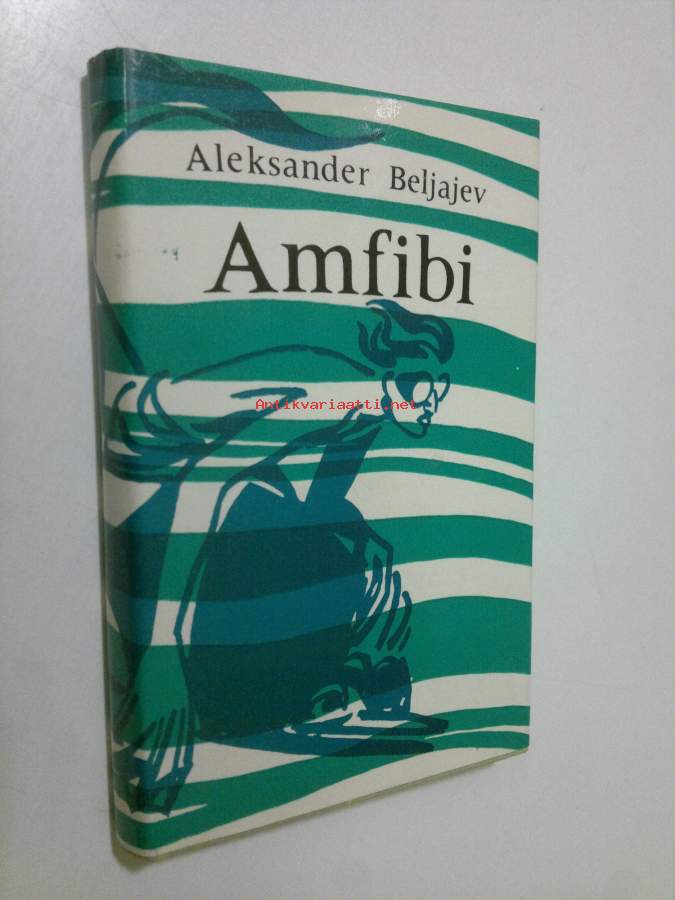 Aleksander Beljajev
Amfibi
Antikvariaatti.net